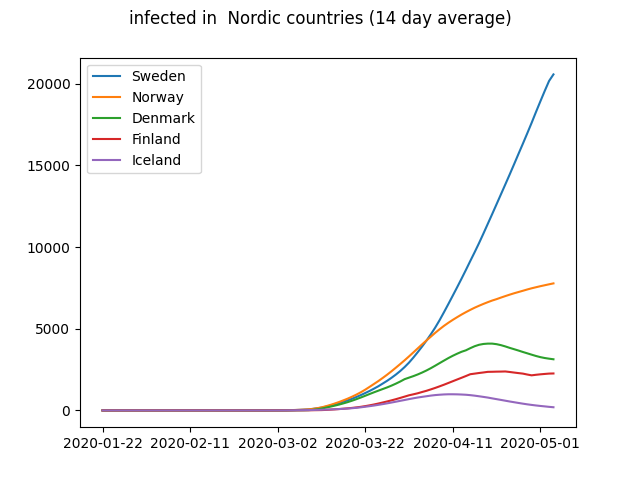 infected in  Nordic countries (14 day average)
Sweden
Norway
Denmark
Finland
Iceland
20000
15000
10000
5000
0
2020-01-22 2020-02-11 2020-03-02 2020-03-22 2020-04-11 2020-05-01